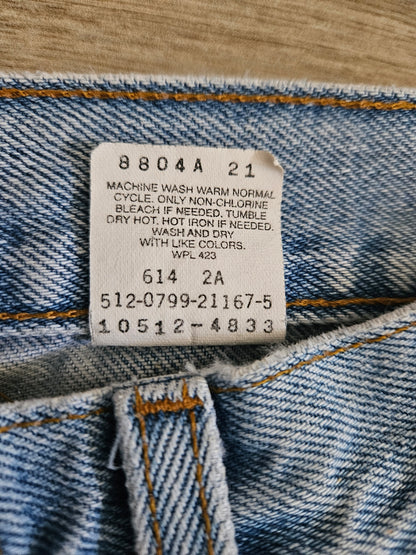 8804A 21
MACHINE WASH WARM NORMAL
CYCLE. ONLY NON-CHLORINE
BLEACH IF NEEDED. TUMBLE
DRY HOT. HOT IRON IF NEEDED.
WASH AND DRY
WITH LIKE COLORS.
WPL 423
614 2A
512-0799-21167-5
10512-4833